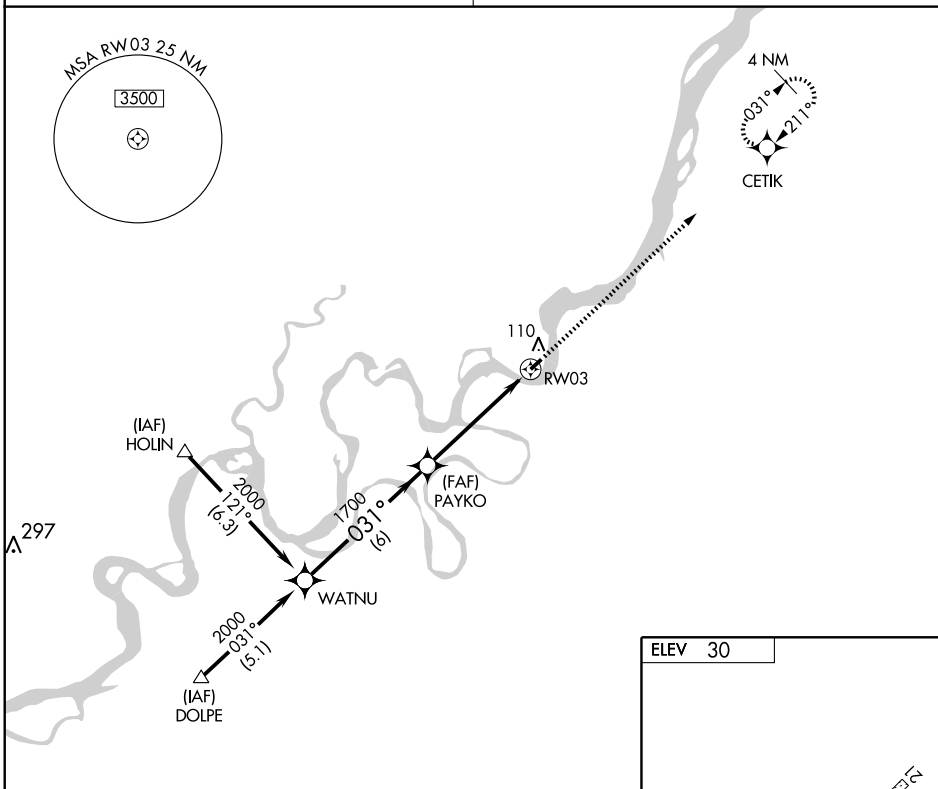 MSA RW03 25 NM
3500
4 NM
031°
211°
CETIK
110
RW03
(IAF)
HOLIN
2000
121°
(6.3)
(FAF)
PAYKO
1700
031°
(6)
297
WATNU
2000
031°
(5.1)
(IAF)
DOLPE
ELEV 30